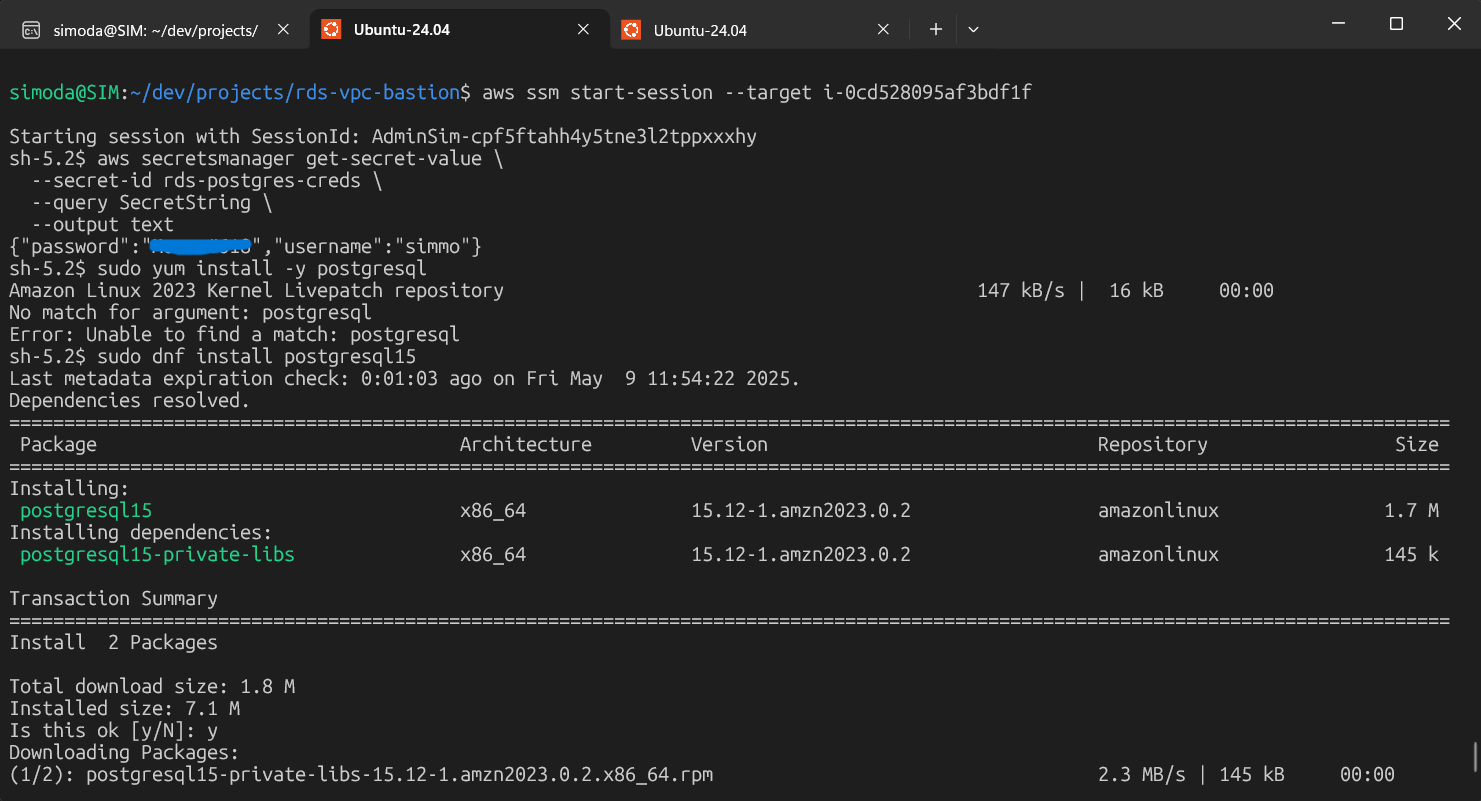 simoda@SIM: ~/dev/projects/
Ubuntu-24.04
Ubuntu-24.04
simoda@SIM:~/dev/projects/rds-vpc-bastion$ aws ssm start-session --target i-0cd528095af3bdf1f
Starting session with SessionId: AdminSim-cpf5ftahh4y5tne3l2tppxxxhy
sh-5.2$ aws secretsmanager get-secret-value \
--secret-id rds-postgres-creds \
--query SecretString \
--output text
{"password":"","username":"simmo"}
sh-5.2$ sudo yum install -y postgresql
Amazon Linux 2023 Kernel Livepatch repository 147 kB/s | 16 kB 00:00
No match for argument: postgresql
Error: Unable to find a match: postgresql
sh-5.2$ sudo dnf install postgresql15
Last metadata expiration check: 0:01:03 ago on Fri May  9 11:54:22 2025.
Dependencies resolved.
================================================================================
Package Architecture Version Repository Size
================================================================================
Installing:
postgresql15 x86_64 15.12-1.amzn2023.0.2 amazonlinux 1.7 M
Installing dependencies:
postgresql15-private-libs x86_64 15.12-1.amzn2023.0.2 amazonlinux 145 k
Transaction Summary
================================================================================
Install  2 Packages
Total download size: 1.8 M
Installed size: 7.1 M
Is this ok [y/N]: y
Downloading Packages:
(1/2): postgresql15-private-libs-15.12-1.amzn2023.0.2.x86_64.rpm 2.3 MB/s | 145 kB 00:00